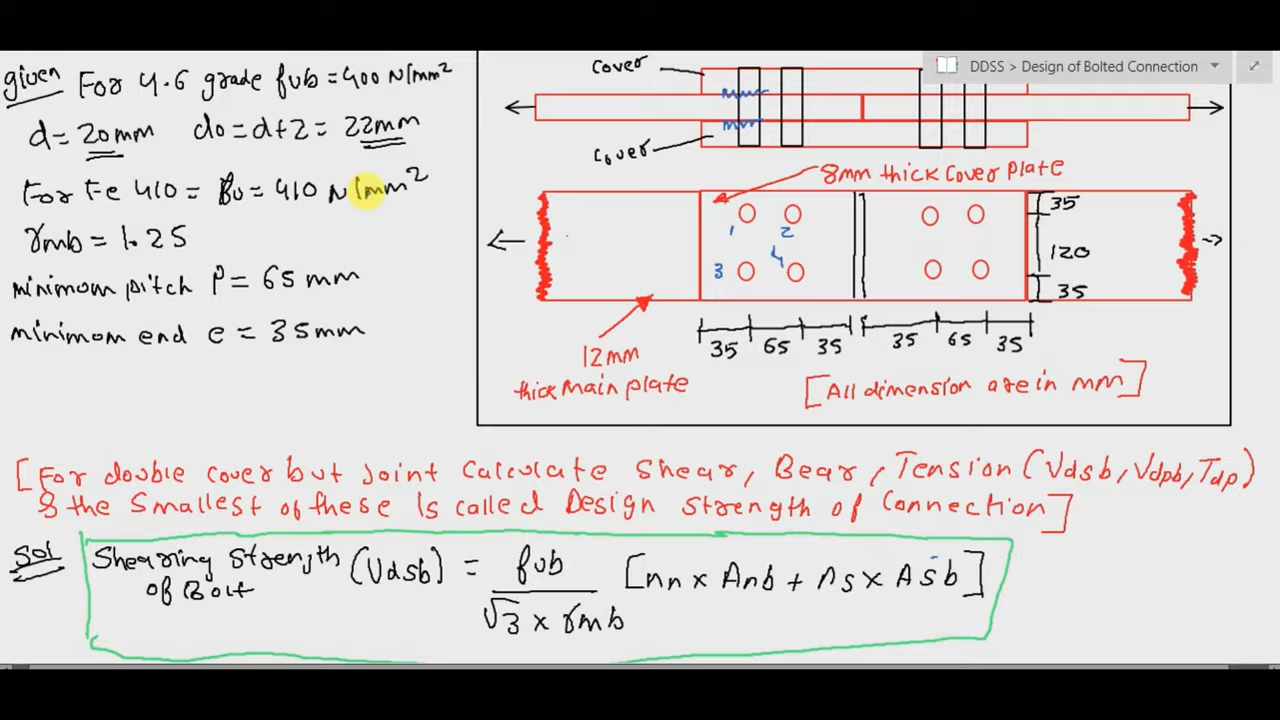 given For 4.6 grade fub = 400 N/mm²
d = 20mm do = d+2 = 22mm
For Fe 410 = fu = 410 N/mm²
γmb = 1.25
minimum pitch P = 65 mm
minimum end e = 35mm
cover
cover
DDSS > Design of Bolted Connection
8mm thick cover plate
1 2
3 4
35
120
35
35 65 35 35 65 35
12mm
thick main plate
[All dimension are in mm]
[For double cover but Joint Calculate Shear, Bear, Tension (Vdsb, Vdpb, Tdp)
& the Smallest of these Is called Design Strength of Connection]
Sol Shearing Strength of Bolt (Vdsb) = fub / √3 × γmb [nn × Anb + ns × Asb]